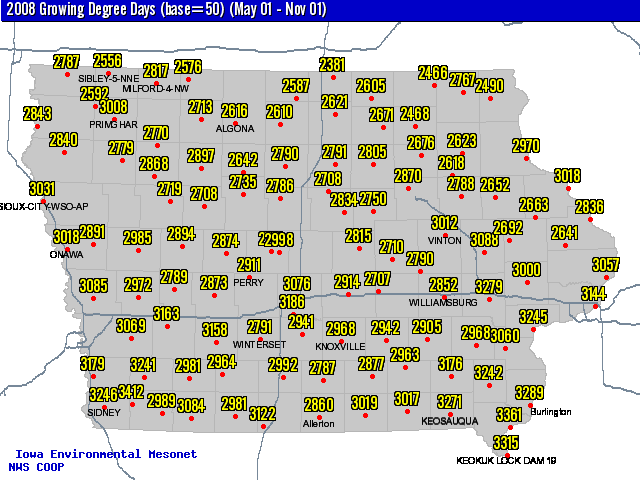 2008 Growing Degree Days (base=50) (May 01 - Nov 01)
2787 2556 2817 2576 2381 2466 2767 2490
SIBLEY-5-NNE
MILFORD-4-NW
2592 3008 2587 2605
2843 2713 2616 2610 2621 2671 2468
PRIMGHAR
ALGONA
2840 2779 2770 2676 2623 2970
2868 2897 2642 2790 2791 2805 2618
3031 2719 2708 2735 2786 2708 2870 2788 2652 3018
SIOUX-CITY-WSO-AP
2834 2750 2663 2836
3018 2891 2985 2894 2874 2998 2815 3012 3088 2692 2641
ONAWA
VINTON
2911 2710 2790
PERRY
3085 2972 2789 2873 3076 2914 2707 2852 3279 3000 3057
WILLIAMSBURG
3186 3144
3069 3163 3158 2791 2941 2968 2942 2905 2968 3060 3245
WINTERSET
KNOXVILLE
3179 3241 2981 2964 2992 2787 2877 2963 3176 3242
3246 3412 2989 3084 2981 3122 2860 3019 3017 3271 3289
SIDNEY
Allerton
KEOSAUQUA
Burlington
3361
3315
KEOKUK LOCK DAM 19
Iowa Environmental Mesonet
NWS COOP